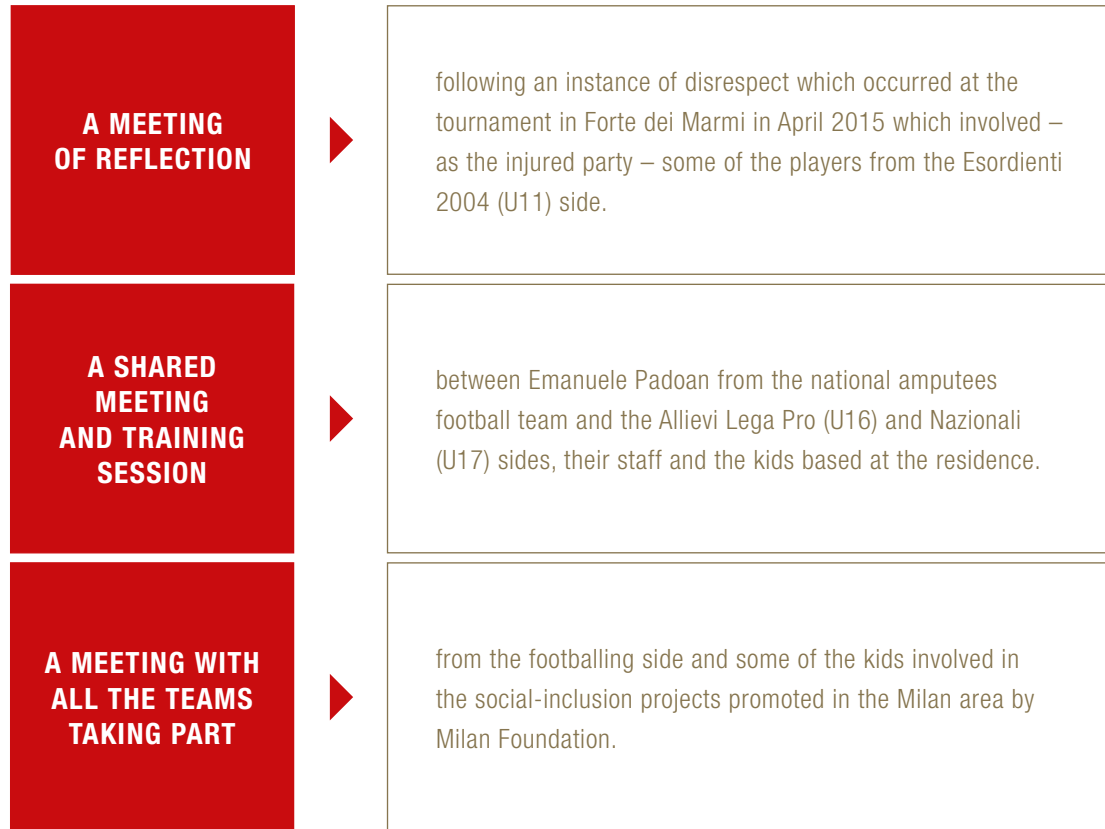 A MEETING
OF REFLECTION
following an instance of disrespect which occurred at the
tournament in Forte dei Marmi in April 2015 which involved –
as the injured party – some of the players from the Esordienti
2004 (U11) side.
A SHARED
MEETING
AND TRAINING
SESSION
between Emanuele Padoan from the national amputees
football team and the Allievi Lega Pro (U16) and Nazionali
(U17) sides, their staff and the kids based at the residence.
A MEETING WITH
ALL THE TEAMS
TAKING PART
from the footballing side and some of the kids involved in
the social-inclusion projects promoted in the Milan area by
Milan Foundation.